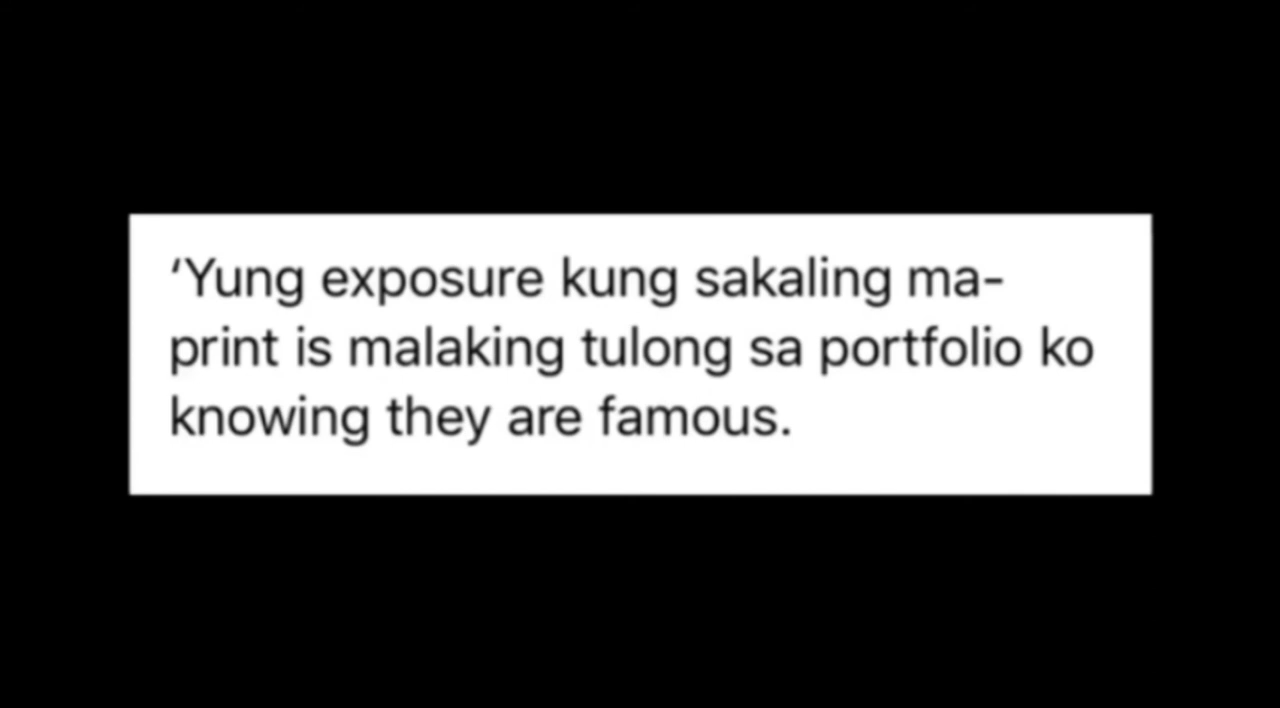 ‘Yung exposure kung sakaling ma-
print is malaking tulong sa portfolio ko
knowing they are famous.